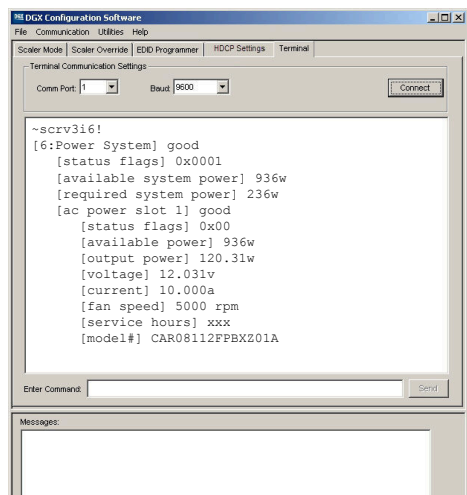 DGX Configuration Software
File Communication Utilities Help
Scaler Mode Scaler Override EDID Programmer HDCP Settings Terminal
Terminal Communication Settings
Comm Port: 1 Baud: 9600 Connect
~scrv3i6!
[6:Power System] good
[status flags] 0x0001
[available system power] 936w
[required system power] 236w
[ac power slot 1] good
[status flags] 0x00
[available power] 936w
[output power] 120.31w
[voltage] 12.031v
[current] 10.000a
[fan speed] 5000 rpm
[service hours] xxx
[model#] CAR08112FPBXZ01A
Enter Command: Send
Messages: